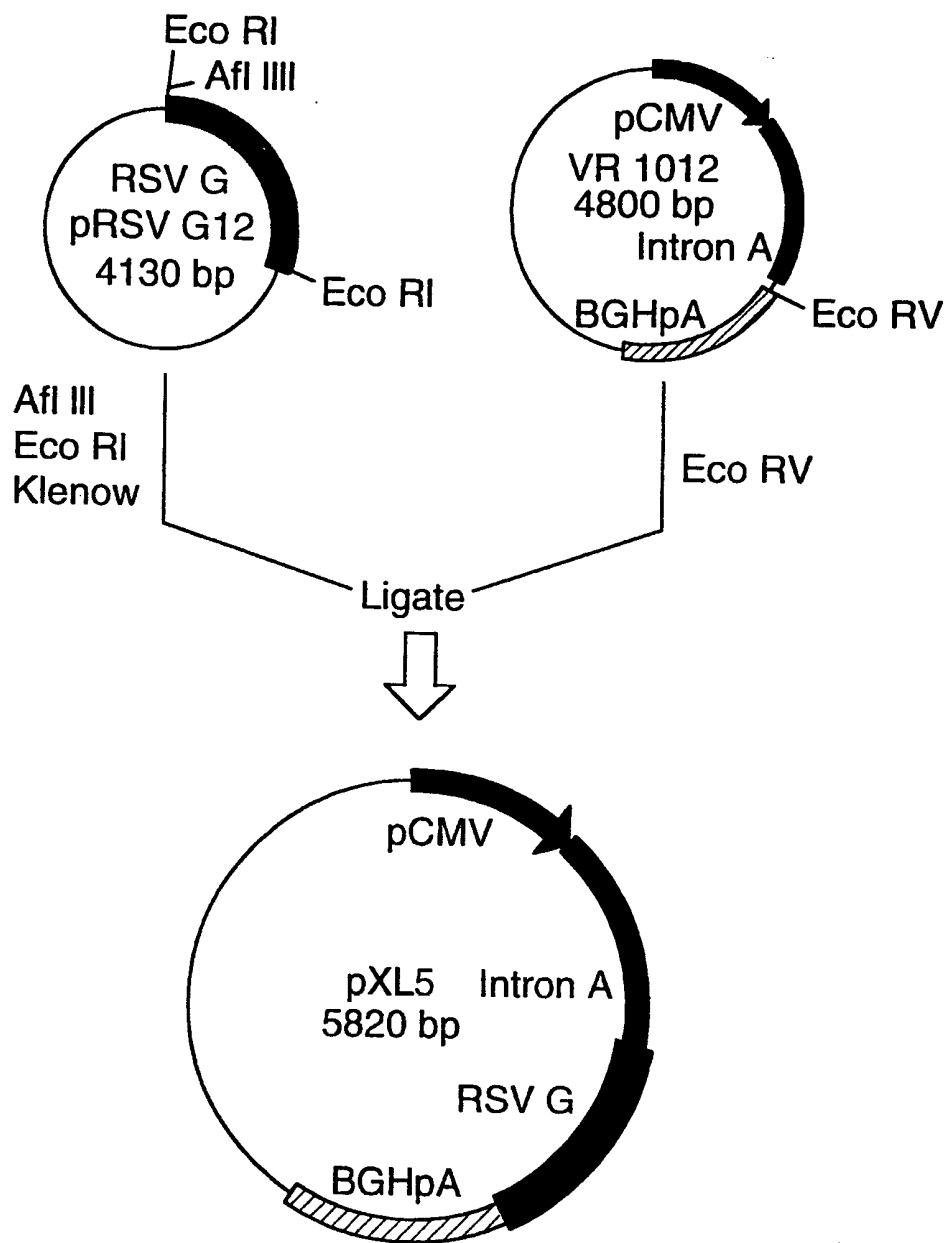 Eco RI
Afl IIII
RSV G
pRSV G12
4130 bp
Eco RI
pCMV
VR 1012
4800 bp
Intron A
BGHpA
Eco RV
Afl III
Eco RI
Klenow
Eco RV
Ligate
pCMV
pXL5
5820 bp
Intron A
RSV G
BGHpA